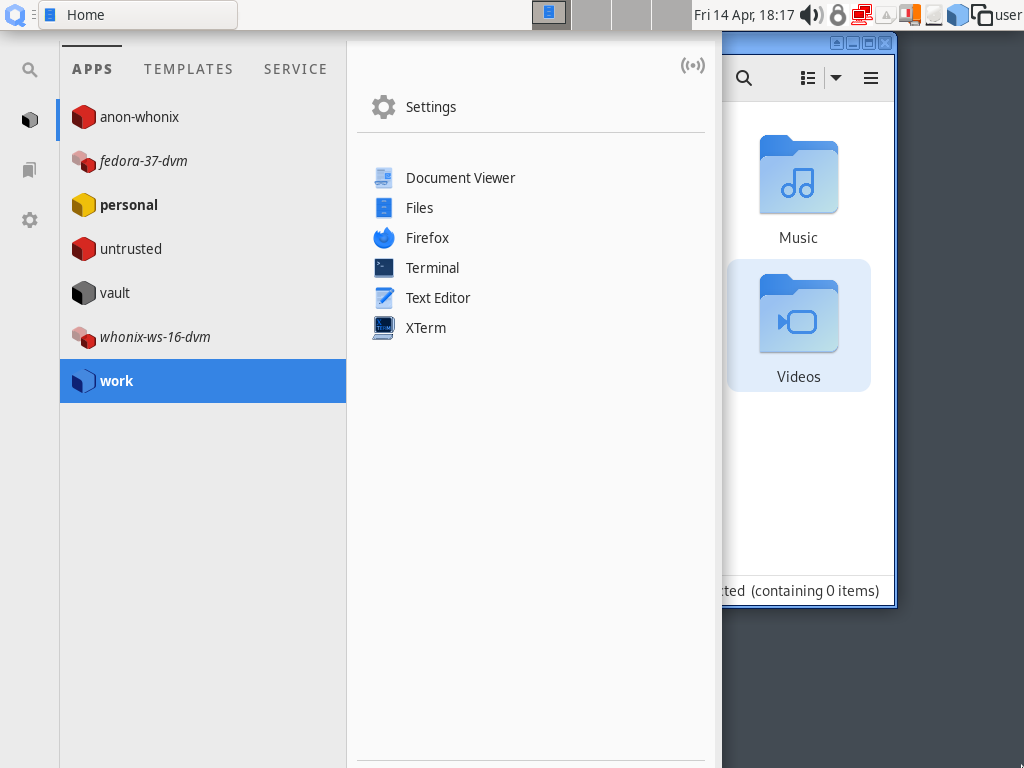 Home
Fri 14 Apr, 18:17
user
APPS TEMPLATES SERVICE
anon-whonix
fedora-37-dvm
personal
untrusted
vault
whonix-ws-16-dvm
work
Settings
Document Viewer
Files
Firefox
Terminal
Text Editor
XTerm
Music
Videos
cted (containing 0 items)